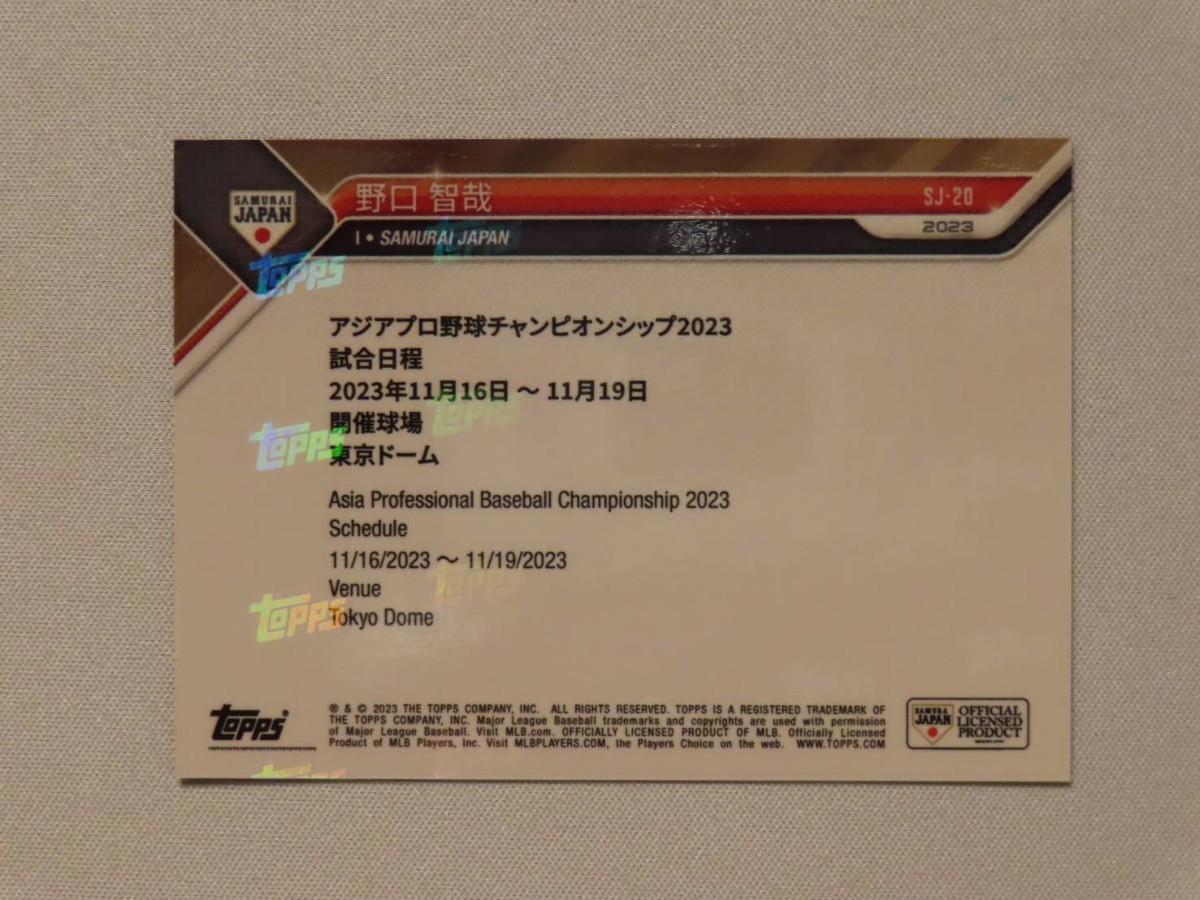 SAMURAI
JAPAN
野口 智哉
SJ-20
2023
I • SAMURAI JAPAN
topps
アジアプロ野球チャンピオンシップ2023
試合日程
2023年11月16日 〜 11月19日
topps
開催球場
topps
東京ドーム
Asia Professional Baseball Championship 2023
Schedule
11/16/2023 〜 11/19/2023
topps
Venue
topps
Tokyo Dome
topps®
® & © 2023 THE TOPPS COMPANY, INC. ALL RIGHTS RESERVED. TOPPS IS A REGISTERED TRADEMARK OF
THE TOPPS COMPANY, INC. Major League Baseball trademarks and copyrights are used with permission
of Major League Baseball. Visit MLB.com. OFFICIALLY LICENSED PRODUCT OF MLB. Officially Licensed
Product of MLB Players, Inc. Visit MLBPLAYERS.COM, the Players Choice on the web. WWW.TOPPS.COM
SAMURAI
JAPAN
OFFICIAL
LICENSED
PRODUCT